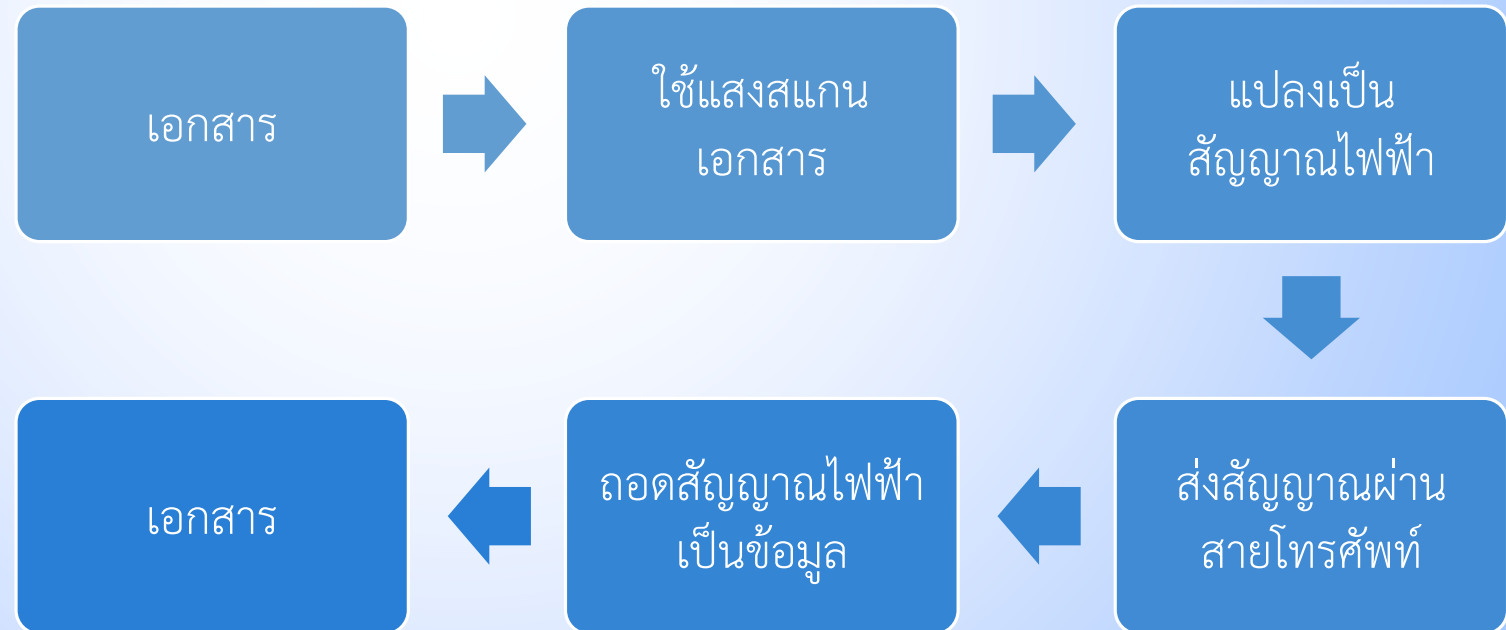 เอกสาร
ใช้แสงสแกน
เอกสาร
แปลงเป็น
สัญญาณไฟฟ้า
ส่งสัญญาณผ่าน
สายโทรศัพท์
ถอดสัญญาณไฟฟ้า
เป็นข้อมูล
เอกสาร